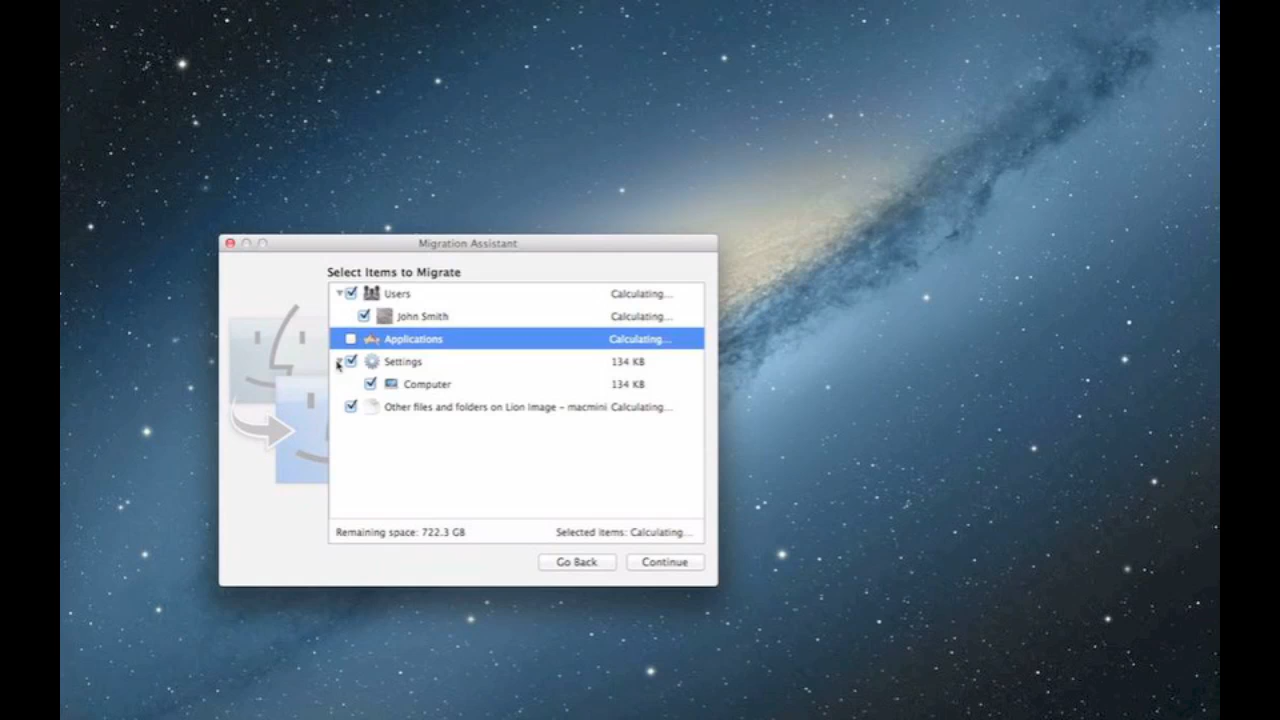 Migration Assistant
Select Items to Migrate
Users Calculating...
John Smith Calculating...
Applications Calculating...
Settings 134 KB
Computer 134 KB
Other files and folders on Lion Image – macmini Calculating...
Remaining space: 722.3 GB Selected items: Calculating...
Go Back Continue